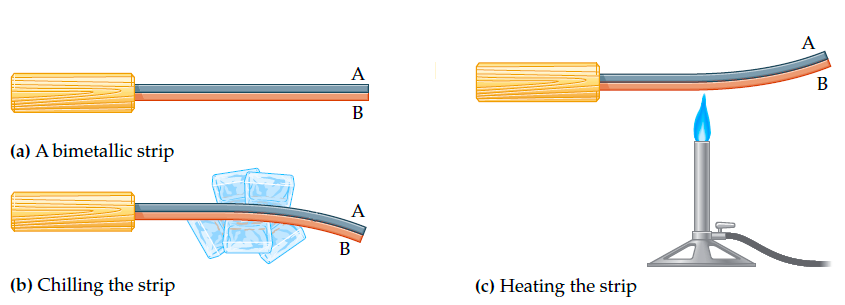 A
B
(a) A bimetallic strip
A
B
(b) Chilling the strip
A
B
(c) Heating the strip